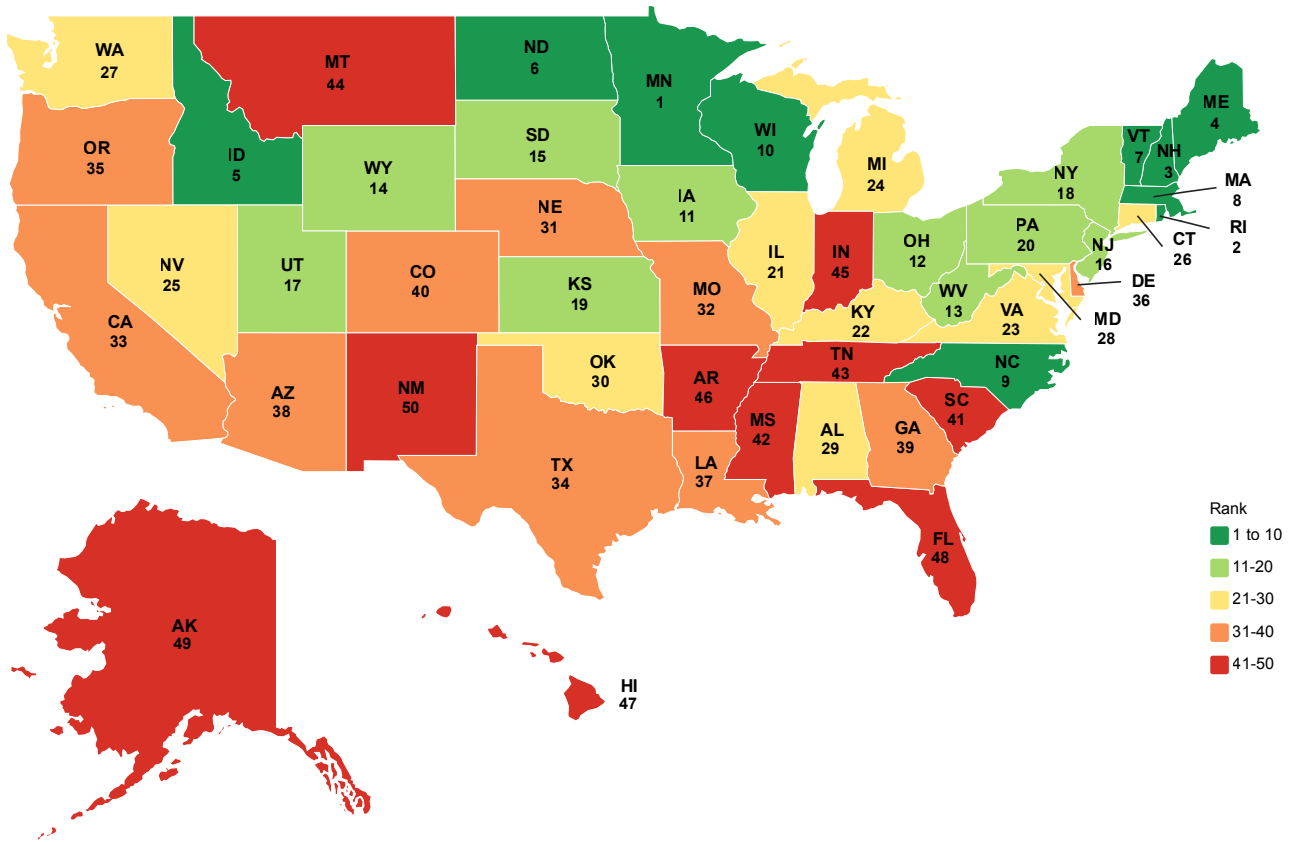 WA
27
MT
44
ND
6
MN
1
OR
35
ID
5
WY
14
SD
15
WI
10
MI
24
NY
18
VT
7
NH
3
ME
4
MA
8
RI
2
CT
26
NV
25
UT
17
CO
40
NE
31
IA
11
IL
21
IN
45
OH
12
PA
20
NJ
16
DE
36
MD
28
CA
33
KS
19
MO
32
KY
22
WV
13
VA
23
AZ
38
NM
50
OK
30
AR
46
TN
43
NC
9
TX
34
LA
37
MS
42
AL
29
GA
39
SC
41
FL
48
AK
49
HI
47
Rank
1 to 10
11-20
21-30
31-40
41-50